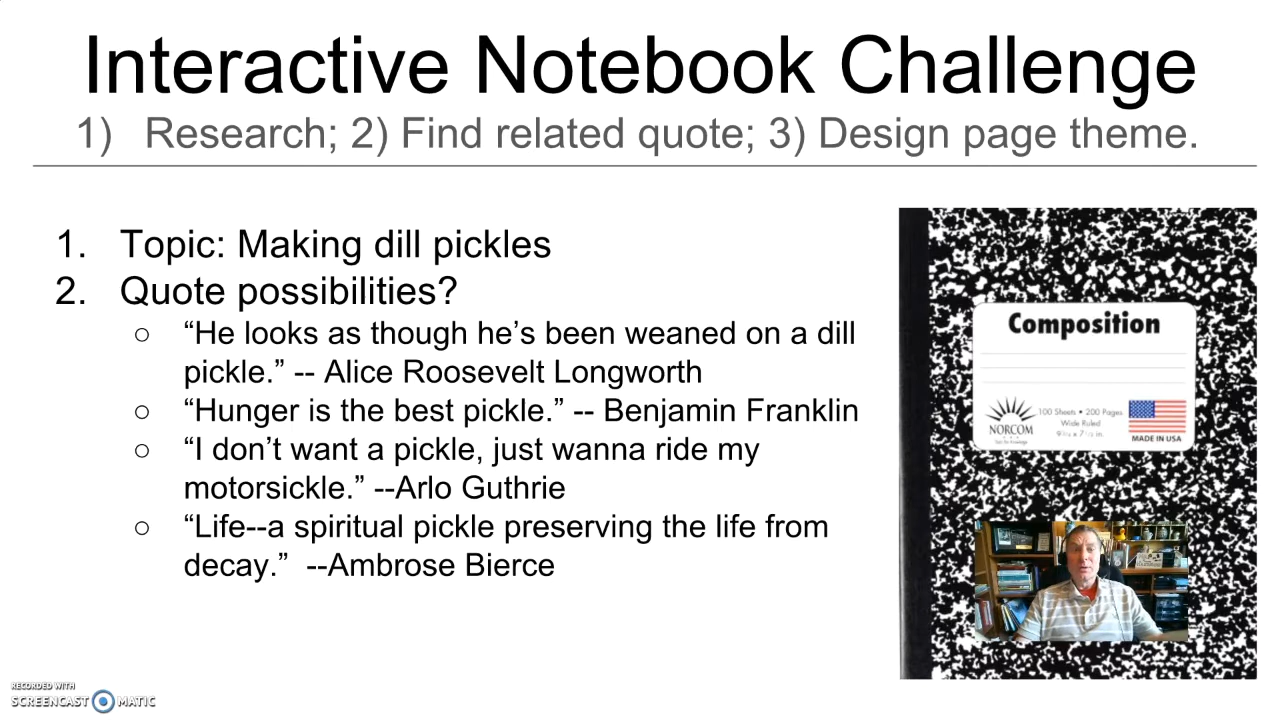 Interactive Notebook Challenge
1) Research; 2) Find related quote; 3) Design page theme.
1. Topic: Making dill pickles
2. Quote possibilities?
○ “He looks as though he’s been weaned on a dill
pickle.” -- Alice Roosevelt Longworth
○ “Hunger is the best pickle.” -- Benjamin Franklin
○ “I don’t want a pickle, just wanna ride my
motorsickle.” --Arlo Guthrie
○ “Life--a spiritual pickle preserving the life from
decay.” --Ambrose Bierce
Composition
100 Sheets • 200 Pages
Wide Ruled
NORCOM
MADE IN USA
RECORDED WITH
SCREENCAST MATIC